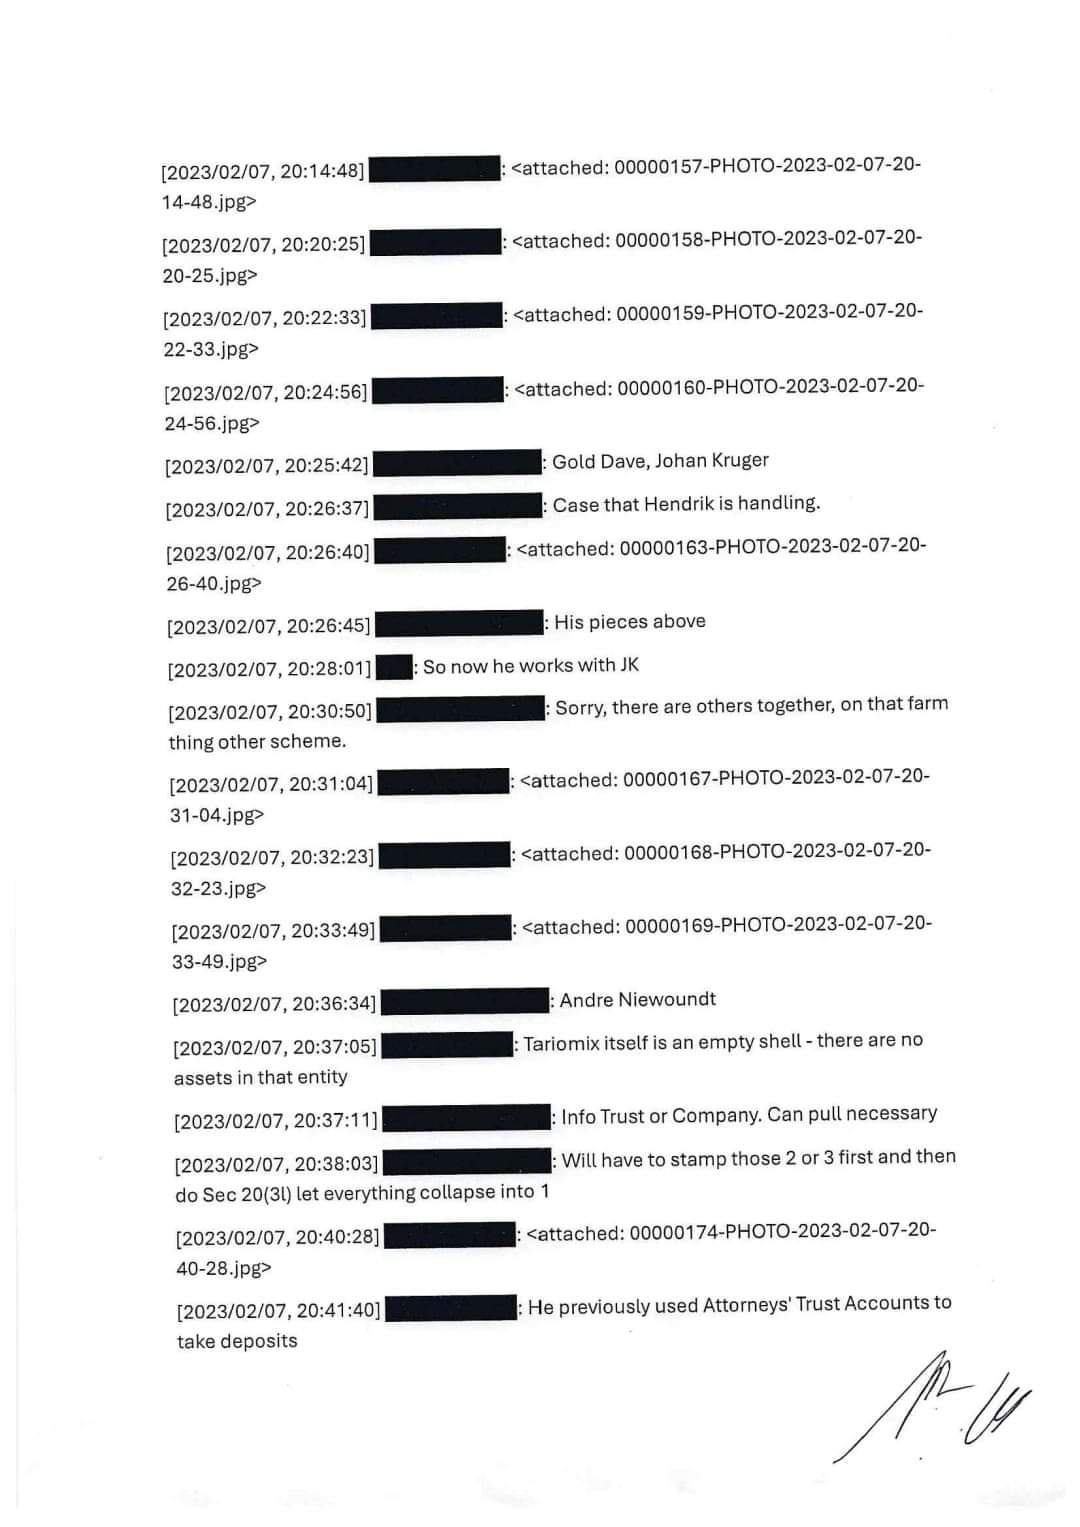 [2023/02/07, 20:14:48] : <attached: 00000157-PHOTO-2023-02-07-20-
14-48.jpg>
[2023/02/07, 20:20:25] : <attached: 00000158-PHOTO-2023-02-07-20-
20-25.jpg>
[2023/02/07, 20:22:33] : <attached: 00000159-PHOTO-2023-02-07-20-
22-33.jpg>
[2023/02/07, 20:24:56] : <attached: 00000160-PHOTO-2023-02-07-20-
24-56.jpg>
[2023/02/07, 20:25:42] : Gold Dave, Johan Kruger
[2023/02/07, 20:26:37] : Case that Hendrik is handling.
[2023/02/07, 20:26:40] : <attached: 00000163-PHOTO-2023-02-07-20-
26-40.jpg>
[2023/02/07, 20:26:45] : His pieces above
[2023/02/07, 20:28:01] : So now he works with JK
[2023/02/07, 20:30:50] : Sorry, there are others together, on that farm
thing other scheme.
[2023/02/07, 20:31:04] : <attached: 00000167-PHOTO-2023-02-07-20-
31-04.jpg>
[2023/02/07, 20:32:23] : <attached: 00000168-PHOTO-2023-02-07-20-
32-23.jpg>
[2023/02/07, 20:33:49] : <attached: 00000169-PHOTO-2023-02-07-20-
33-49.jpg>
[2023/02/07, 20:36:34] : Andre Niewoundt
[2023/02/07, 20:37:05] : Tariomix itself is an empty shell - there are no
assets in that entity
[2023/02/07, 20:37:11] : Info Trust or Company. Can pull necessary
[2023/02/07, 20:38:03] : Will have to stamp those 2 or 3 first and then
do Sec 20(3l) let everything collapse into 1
[2023/02/07, 20:40:28] : <attached: 00000174-PHOTO-2023-02-07-20-
40-28.jpg>
[2023/02/07, 20:41:40] : He previously used Attorneys' Trust Accounts to
take deposits